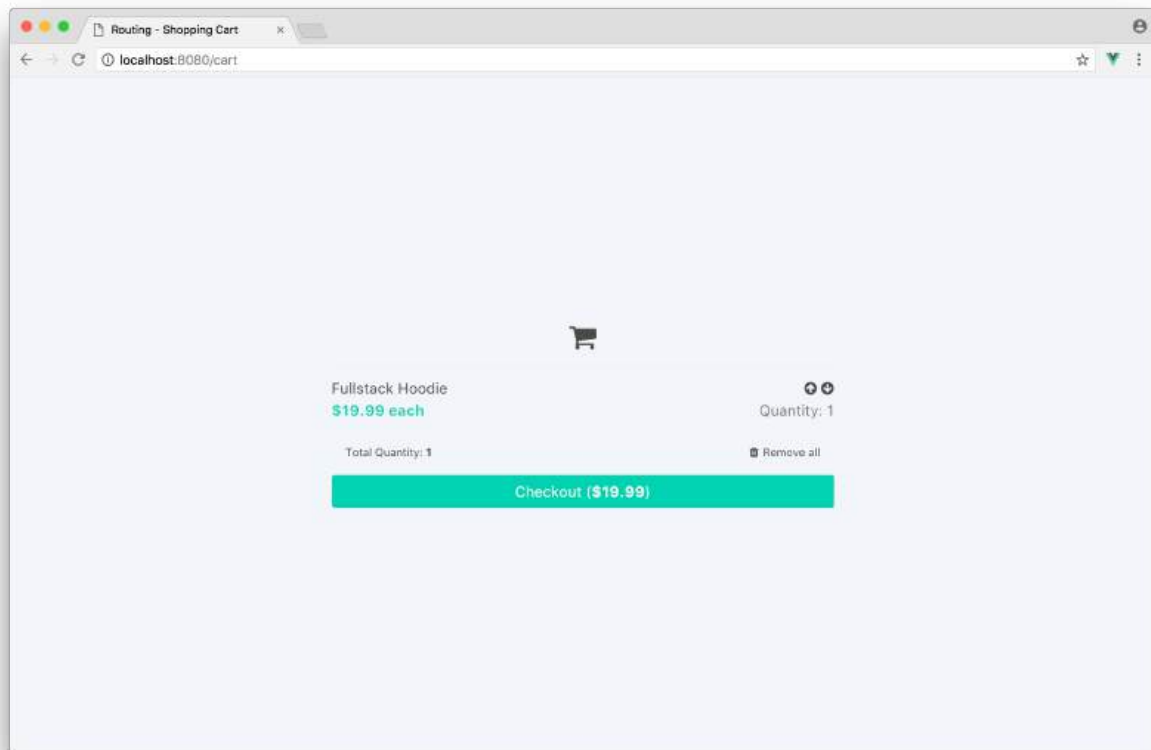 Routing - Shopping Cart
localhost:8080/cart
Fullstack Hoodie
$19.99 each
Quantity: 1
Total Quantity: 1
Remove all
Checkout ($19.99)